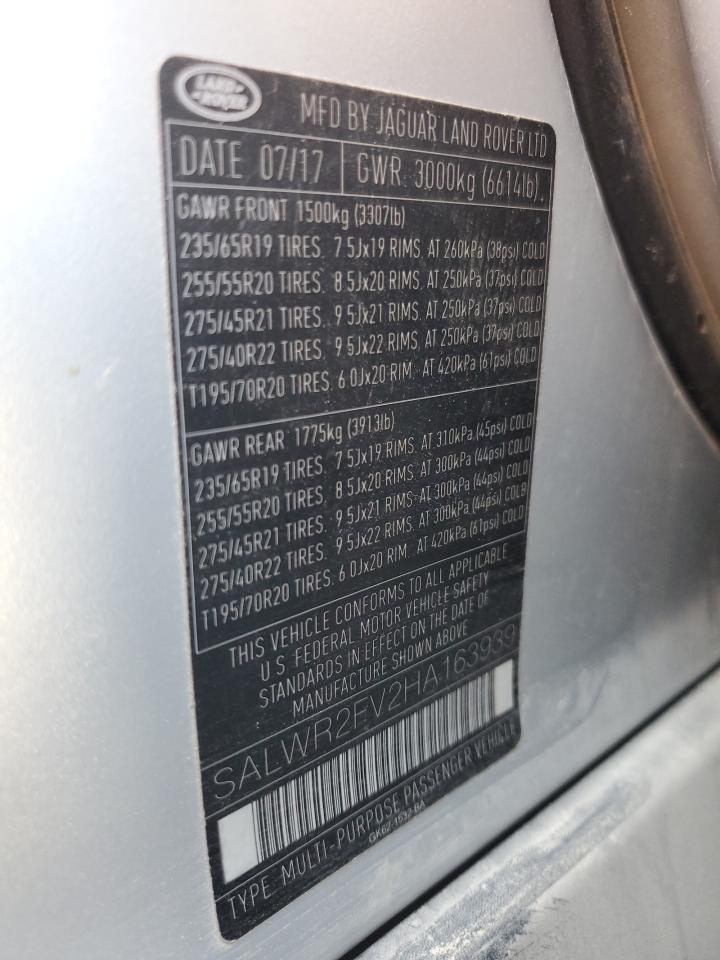 LAND
ROVER
MFD BY JAGUAR LAND ROVER LTD
DATE 07/17 GWR 3000kg (6614lb)
GAWR FRONT 1500kg (3307lb)
235/65R19 TIRES. 7.5Jx19 RIMS. AT 260kPa (38psi) COLD
255/55R20 TIRES. 8.5Jx20 RIMS. AT 250kPa (37psi) COLD
275/45R21 TIRES. 9.5Jx21 RIMS. AT 250kPa (37psi) COLD
275/40R22 TIRES. 9.5Jx22 RIMS. AT 250kPa (37psi) COLD
T195/70R20 TIRES. 6.0Jx20 RIM. AT 420kPa (61psi) COLD
GAWR REAR 1775kg (3913lb)
235/65R19 TIRES. 7.5Jx19 RIMS. AT 310kPa (45psi) COLD
255/55R20 TIRES. 8.5Jx20 RIMS. AT 300kPa (44psi) COLD
275/45R21 TIRES. 9.5Jx21 RIMS. AT 300kPa (44psi) COLD
275/40R22 TIRES. 9.5Jx22 RIMS. AT 300kPa (44psi) COLD
T195/70R20 TIRES. 6.0Jx20 RIM. AT 420kPa (61psi) COLD
THIS VEHICLE CONFORMS TO ALL APPLICABLE
U.S. FEDERAL MOTOR VEHICLE SAFETY
STANDARDS IN EFFECT ON THE DATE OF
MANUFACTURE SHOWN ABOVE
SALWR2FV2HA163939
TYPE: MULTI-PURPOSE PASSENGER VEHICLE
GK62-1532-BA